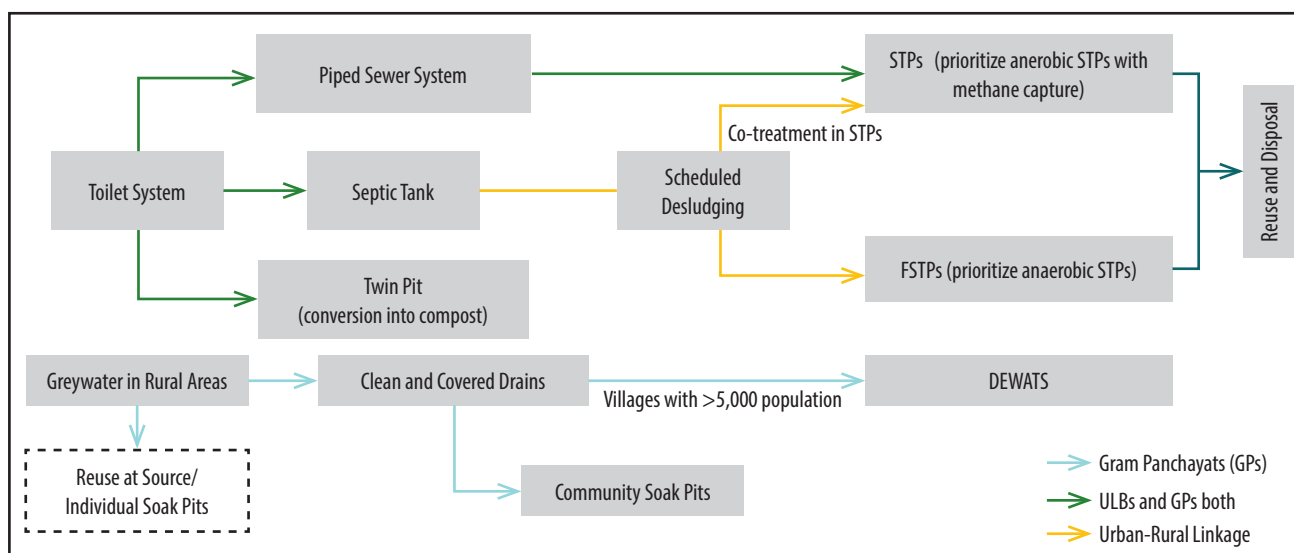 Piped Sewer System
STPs (prioritize anerobic STPs with
methane capture)
Co-treatment in STPs
Toilet System
Septic Tank
Scheduled
Desludging
Reuse and Disposal
FSTPs (prioritize anaerobic STPs)
Twin Pit
(conversion into compost)
Greywater in Rural Areas
Clean and Covered Drains
Villages with >5,000 population
DEWATS
Reuse at Source/
Individual Soak Pits
Community Soak Pits
Gram Panchayats (GPs)
ULBs and GPs both
Urban-Rural Linkage